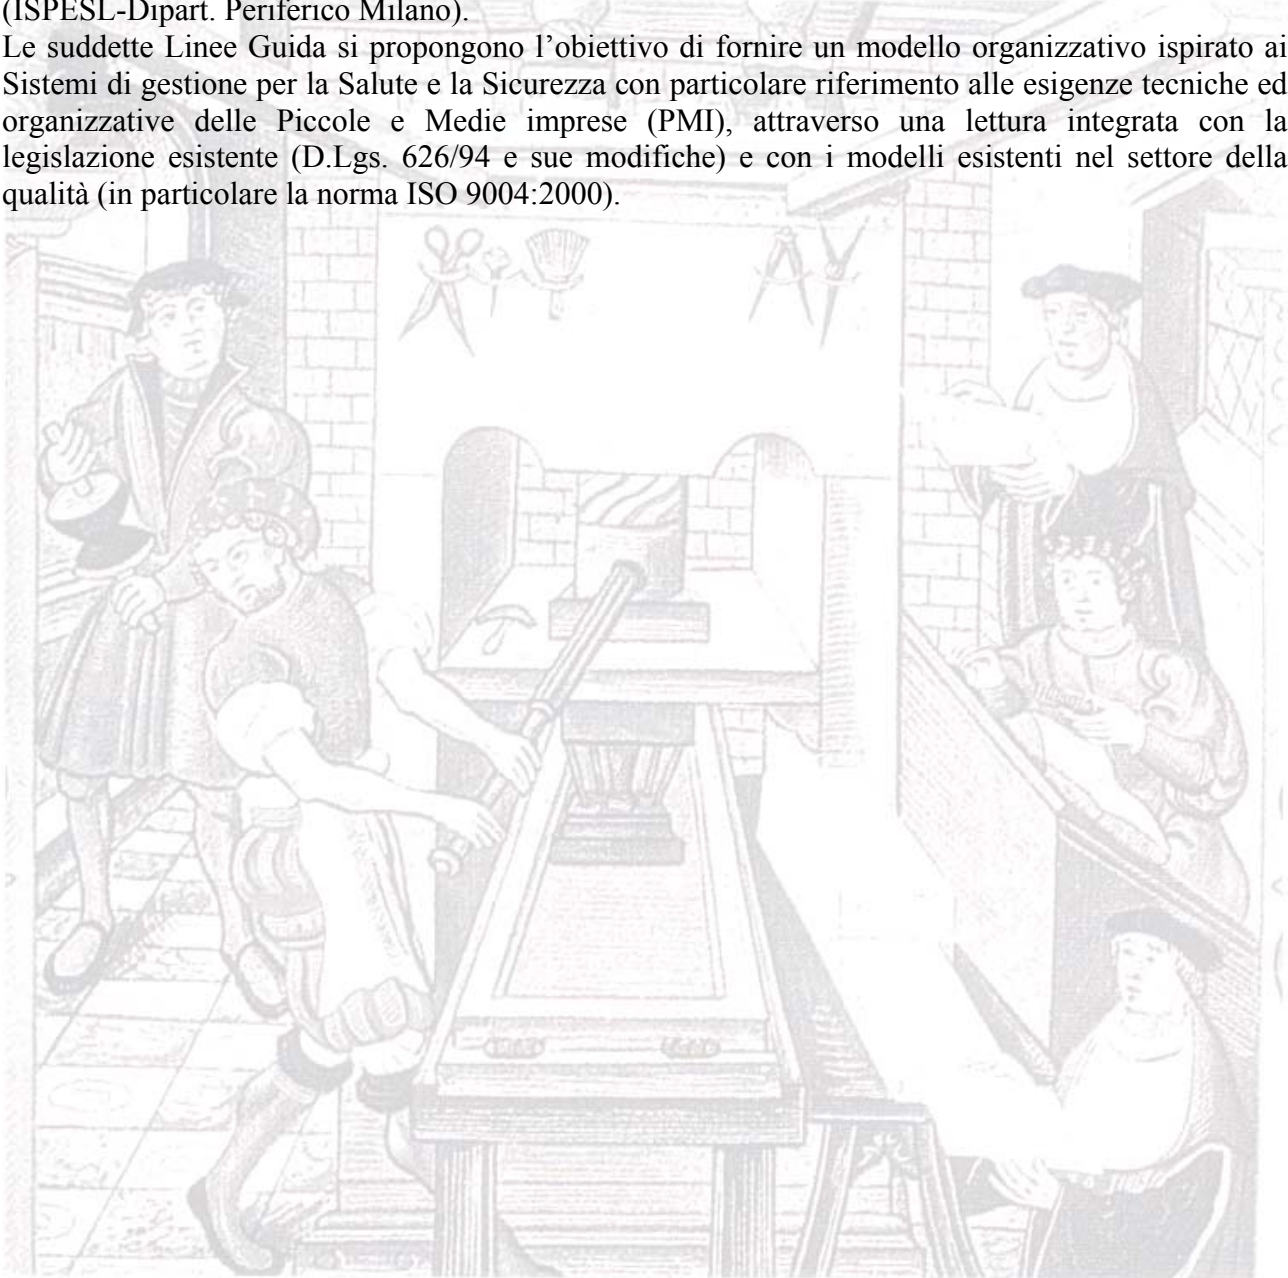 (ISPESL-Dipart. Periferico Milano).
Le suddette Linee Guida si propongono l’obiettivo di fornire un modello organizzativo ispirato ai
Sistemi di gestione per la Salute e la Sicurezza con particolare riferimento alle esigenze tecniche ed
organizzative delle Piccole e Medie imprese (PMI), attraverso una lettura integrata con la
legislazione esistente (D.Lgs. 626/94 e sue modifiche) e con i modelli esistenti nel settore della
qualità (in particolare la norma ISO 9004:2000).